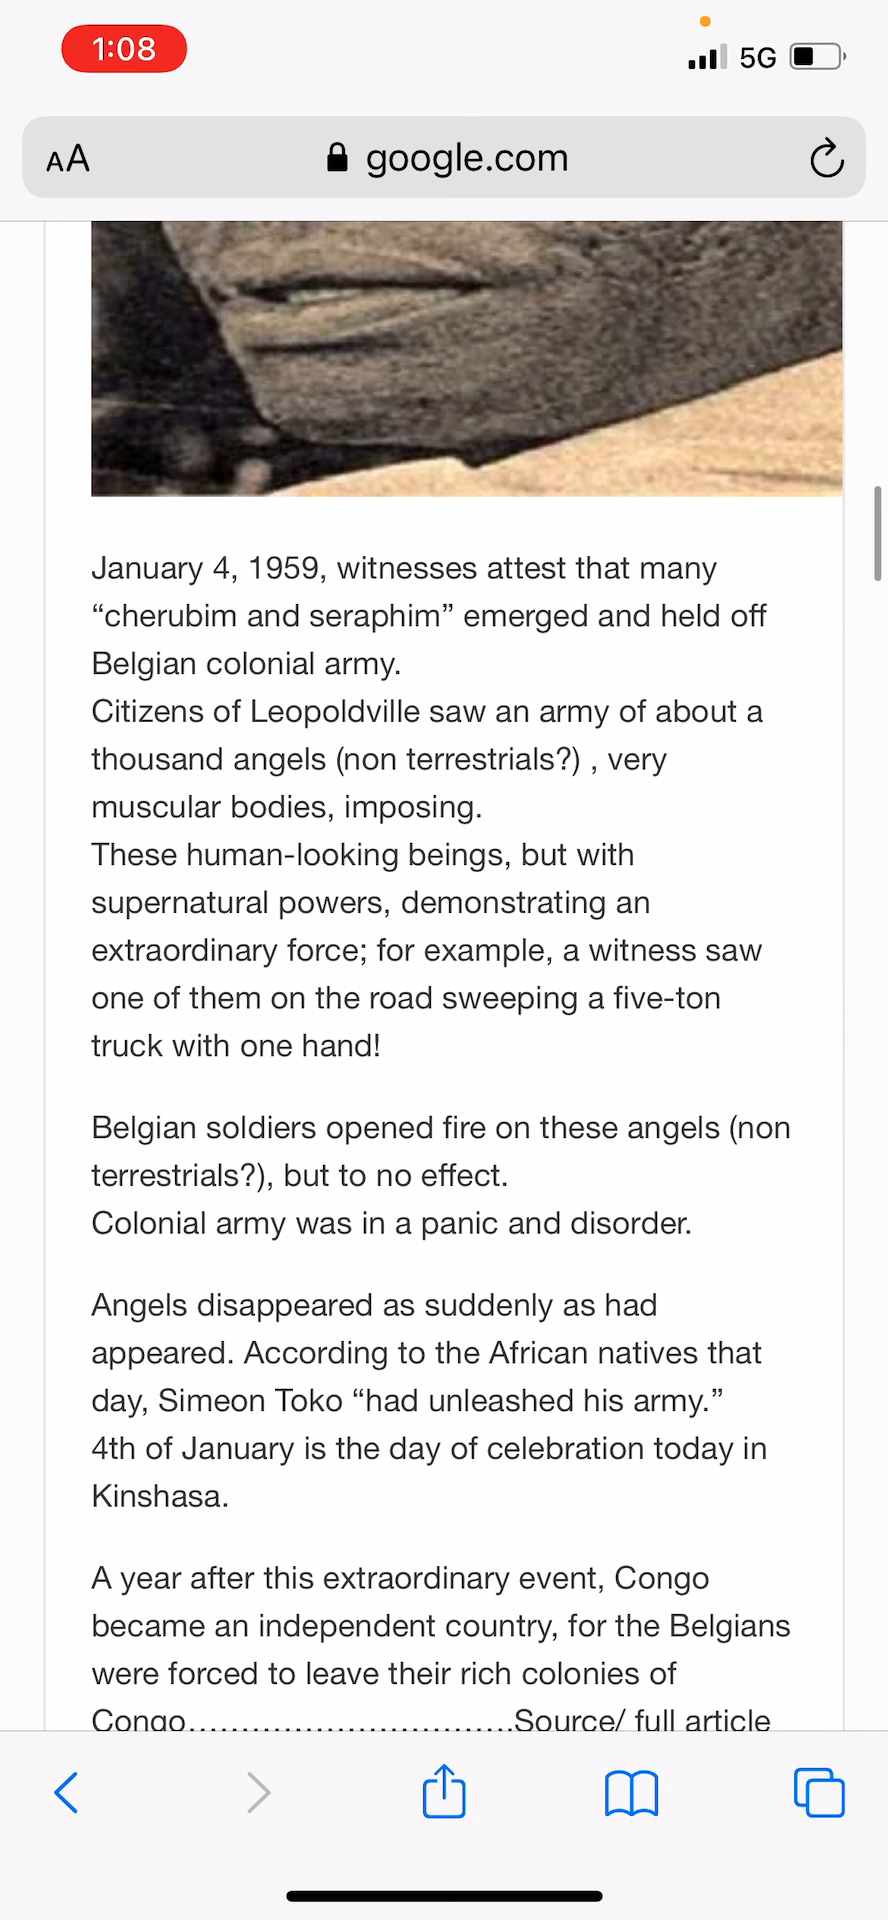 1:08
5G
AA
google.com
January 4, 1959, witnesses attest that many
“cherubim and seraphim” emerged and held off
Belgian colonial army.
Citizens of Leopoldville saw an army of about a
thousand angels (non terrestrials?) , very
muscular bodies, imposing.
These human-looking beings, but with
supernatural powers, demonstrating an
extraordinary force; for example, a witness saw
one of them on the road sweeping a five-ton
truck with one hand!
Belgian soldiers opened fire on these angels (non
terrestrials?), but to no effect.
Colonial army was in a panic and disorder.
Angels disappeared as suddenly as had
appeared. According to the African natives that
day, Simeon Toko “had unleashed his army.”
4th of January is the day of celebration today in
Kinshasa.
A year after this extraordinary event, Congo
became an independent country, for the Belgians
were forced to leave their rich colonies of
Congo................................Source/ full article